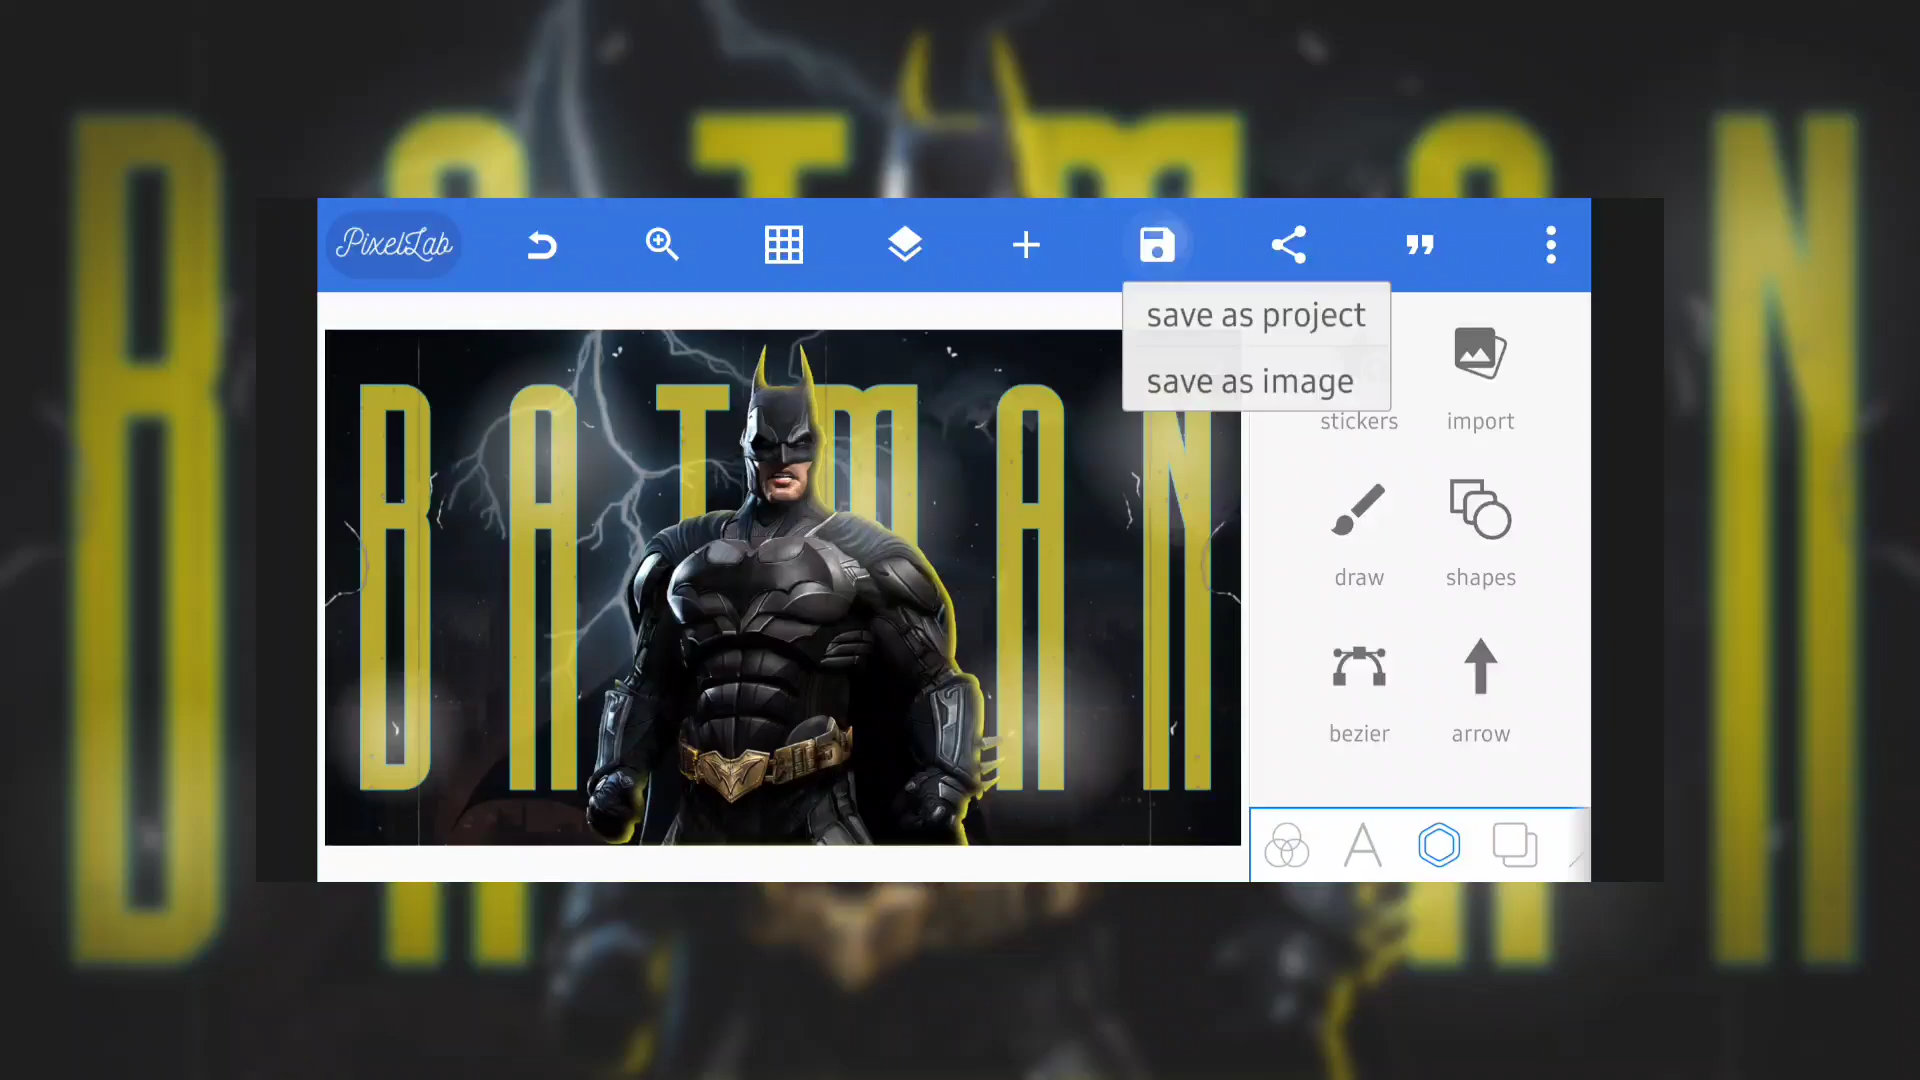 PixelLab
save as project
save as image
stickers
import
BATMAN
draw
shapes
bezier
arrow